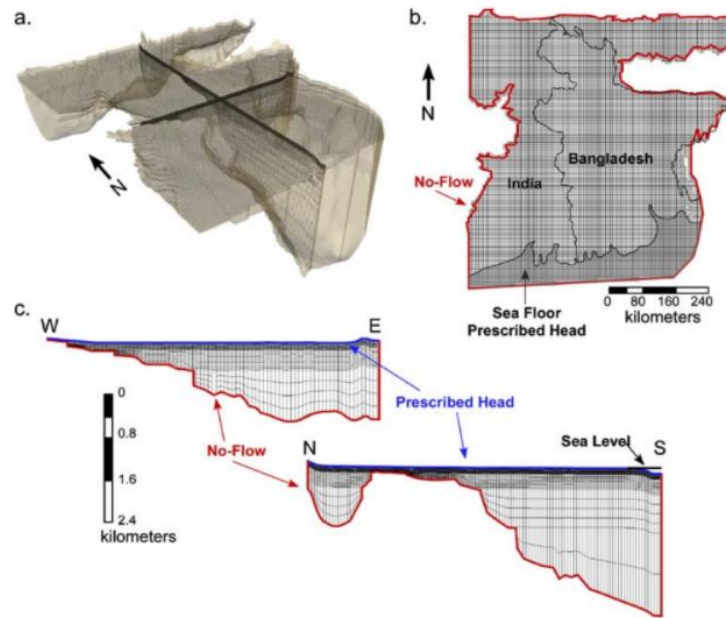 a.
N
b.
N
Bangladesh
India
No-Flow
Sea Floor
Prescribed Head
0 80 160 240
kilometers
c.
W
E
Prescribed Head
No-Flow
N
Sea Level
S
0
0.8
1.6
2.4
kilometers